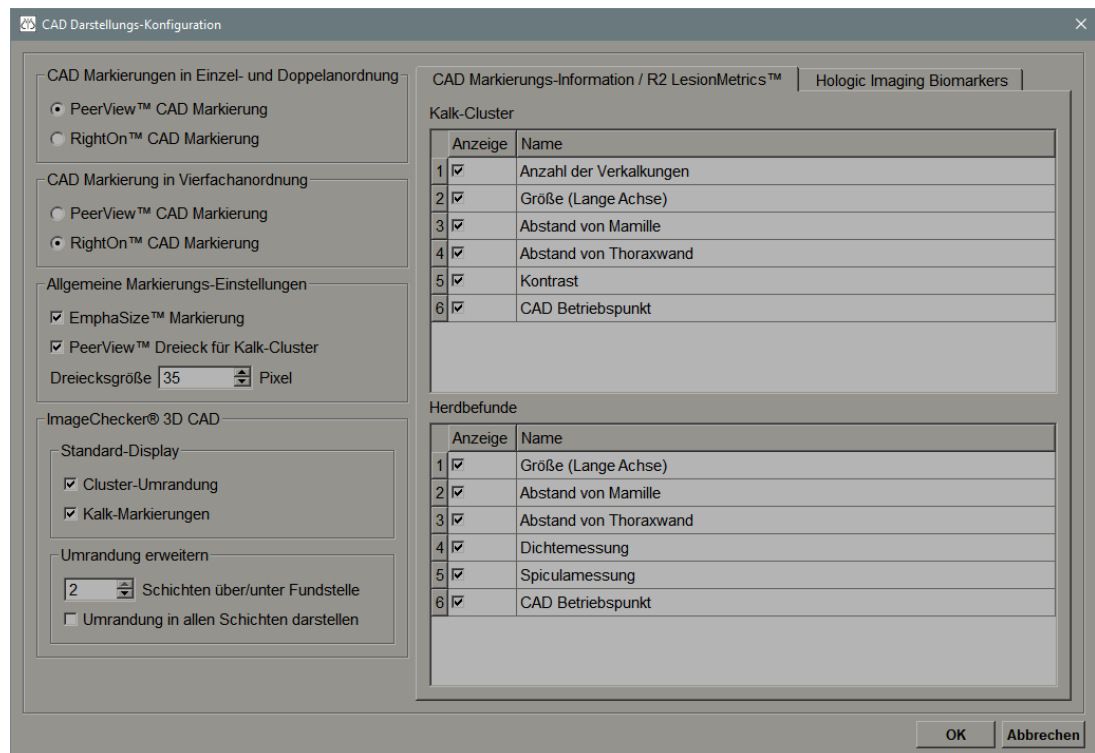 CAD Darstellungs-Konfiguration
CAD Markierungen in Einzel- und Doppelanordnung
PeerView™ CAD Markierung
RightOn™ CAD Markierung
CAD Markierung in Vierfachanordnung
PeerView™ CAD Markierung
RightOn™ CAD Markierung
Allgemeine Markierungs-Einstellungen
EmphaSize™ Markierung
PeerView™ Dreieck für Kalk-Cluster
Dreiecksgröße 35 Pixel
ImageChecker® 3D CAD
Standard-Display
Cluster-Umrandung
Kalk-Markierungen
Umrandung erweitern
2 Schichten über/unter Fundstelle
Umrandung in allen Schichten darstellen
CAD Markierungs-Information / R2 LesionMetrics™ Hologic Imaging Biomarkers
Kalk-Cluster
Anzeige Name
1 Anzahl der Verkalkungen
2 Größe (Lange Achse)
3 Abstand von Mamille
4 Abstand von Thoraxwand
5 Kontrast
6 CAD Betriebspunkt
Herdbefunde
Anzeige Name
1 Größe (Lange Achse)
2 Abstand von Mamille
3 Abstand von Thoraxwand
4 Dichtemessung
5 Spiculamessung
6 CAD Betriebspunkt
OK Abbrechen